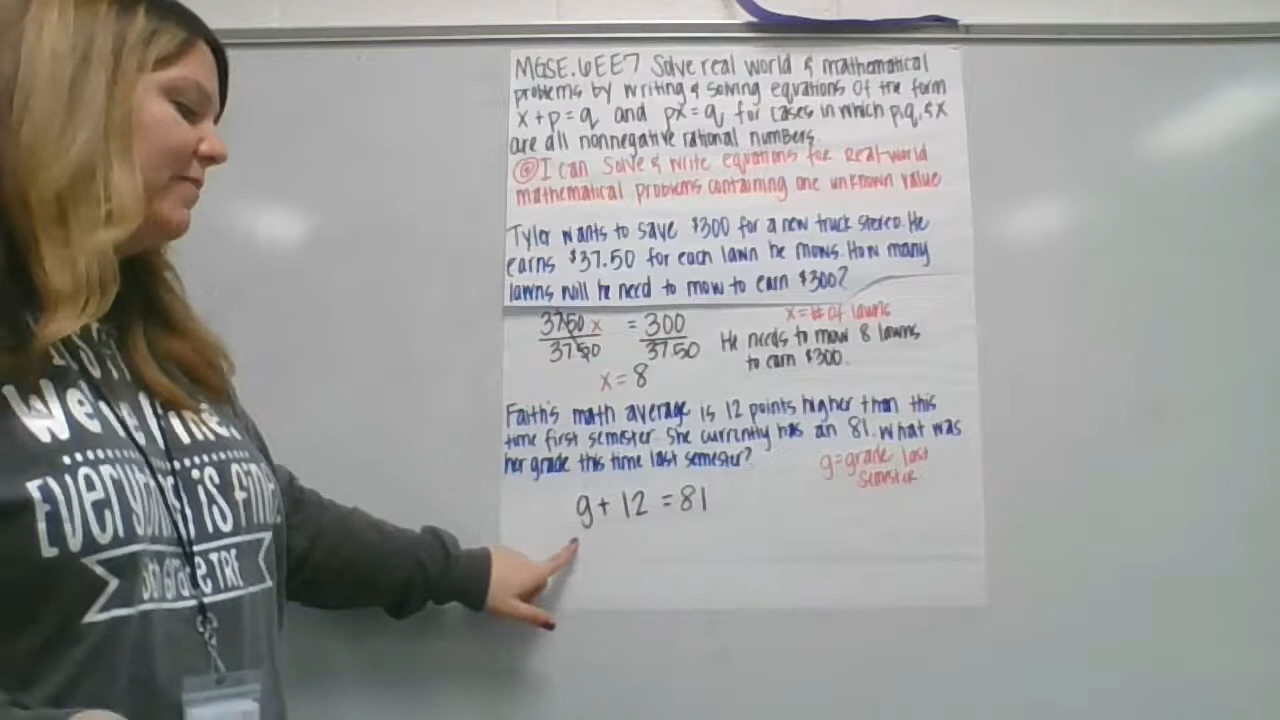 MGSE.6EE7 Solve real world & mathematical
problems by writing & solving equations of the form
x + p = q and px = q for cases in which p, q, & x
are all nonnegative rational numbers.
I can solve & write equations for real-world
mathematical problems containing one unknown value
Tyler wants to save $300 for a new truck stereo. He
earns $37.50 for each lawn he mows. How many
lawns will he need to mow to earn $300?
x = # of lawns
37.50 x = 300
37.50 37.50
He needs to mow 8 lawns
to earn $300.
x = 8
Faith's math average is 12 points higher than this
time first semester. She currently has an 81. What was
her grade this time last semester?
g = grade last
semester
g + 12 = 81
We're fine.
Everything is fine
Grade TRF